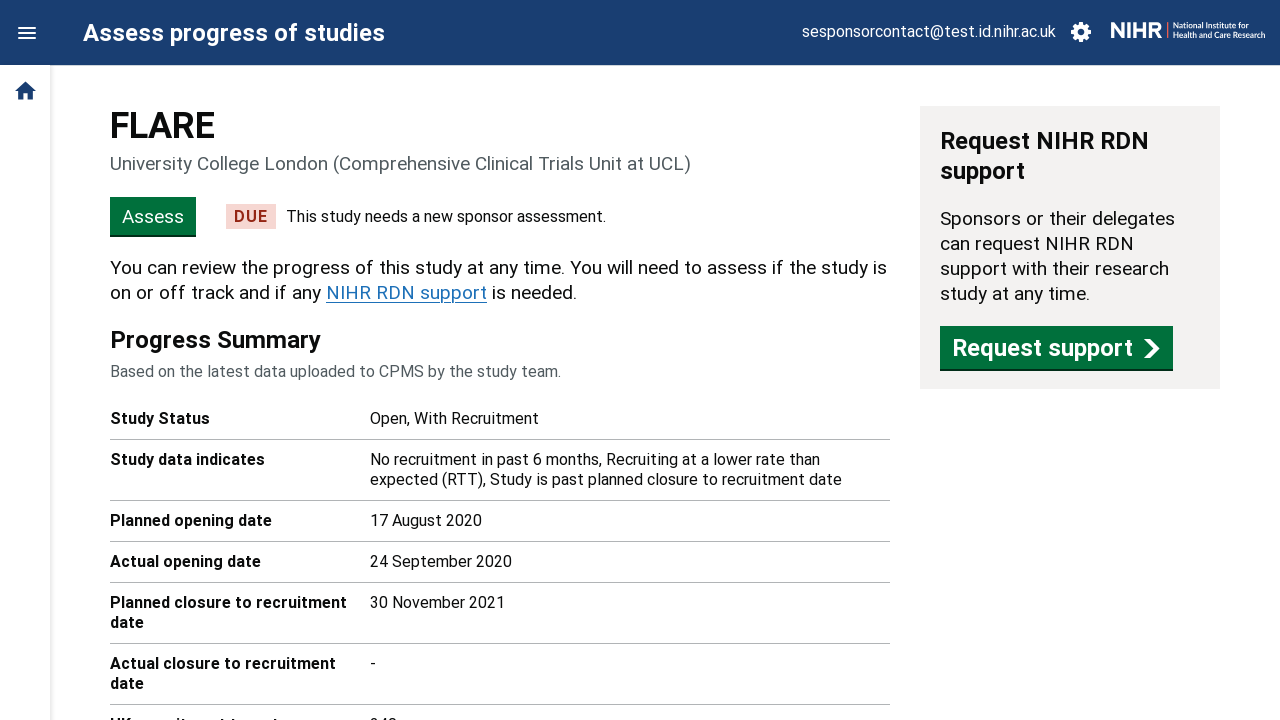 Assess progress of studies
sesponsorcontact@test.id.nihr.ac.uk
NIHR National Institute for
Health and Care Research
FLARE
University College London (Comprehensive Clinical Trials Unit at UCL)
Assess
DUE
This study needs a new sponsor assessment.
You can review the progress of this study at any time. You will need to assess if the study is
on or off track and if any NIHR RDN support is needed.
Progress Summary
Based on the latest data uploaded to CPMS by the study team.
Study Status
Open, With Recruitment
Study data indicates
No recruitment in past 6 months, Recruiting at a lower rate than
expected (RTT), Study is past planned closure to recruitment date
Planned opening date
17 August 2020
Actual opening date
24 September 2020
Planned closure to recruitment
date
30 November 2021
Actual closure to recruitment
date
-
Request NIHR RDN
support
Sponsors or their delegates
can request NIHR RDN
support with their research
study at any time.
Request support